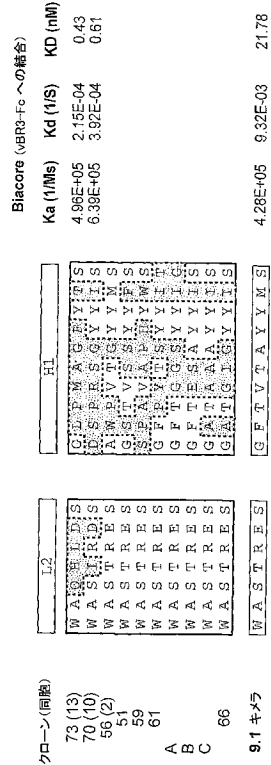 Biacore (vBR3-Fc への結合)
クローン(同胞) L2 H1 Ka (1/Ms) Kd (1/S) KD (nM)
73 (13) W A Q H L D S 4.96E+05 2.15E-04 0.43
70 (10) W A S I R D S D S P R S G Y Y I S 6.39E+05 3.92E-04 0.61
56 (2) W A S T R E S A W P V T G Y Y M S
51 W A S T R E S G S T V S S Y Y F S
59 W A S T R E S
61 W A S T R E S
A W A S T R E S
B W A S T R E S G F T E S A Y Y I S
C W A S T R E S G A T A A A Y Y I S
66 W A S T R E S
9.1 キメラ W A S T R E S G F T V T A Y Y M S 4.28E+05 9.32E-03 21.78